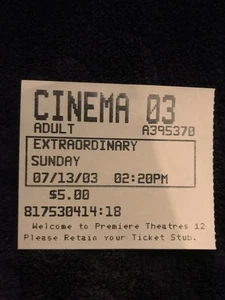 CINEMA 03
ADULT A395370
EXTRAORDINARY
SUNDAY
07/13/03 02:20PM
$5.00
817530414:18
Welcome to Premiere Theatres 12
Please Retain your Ticket Stub.